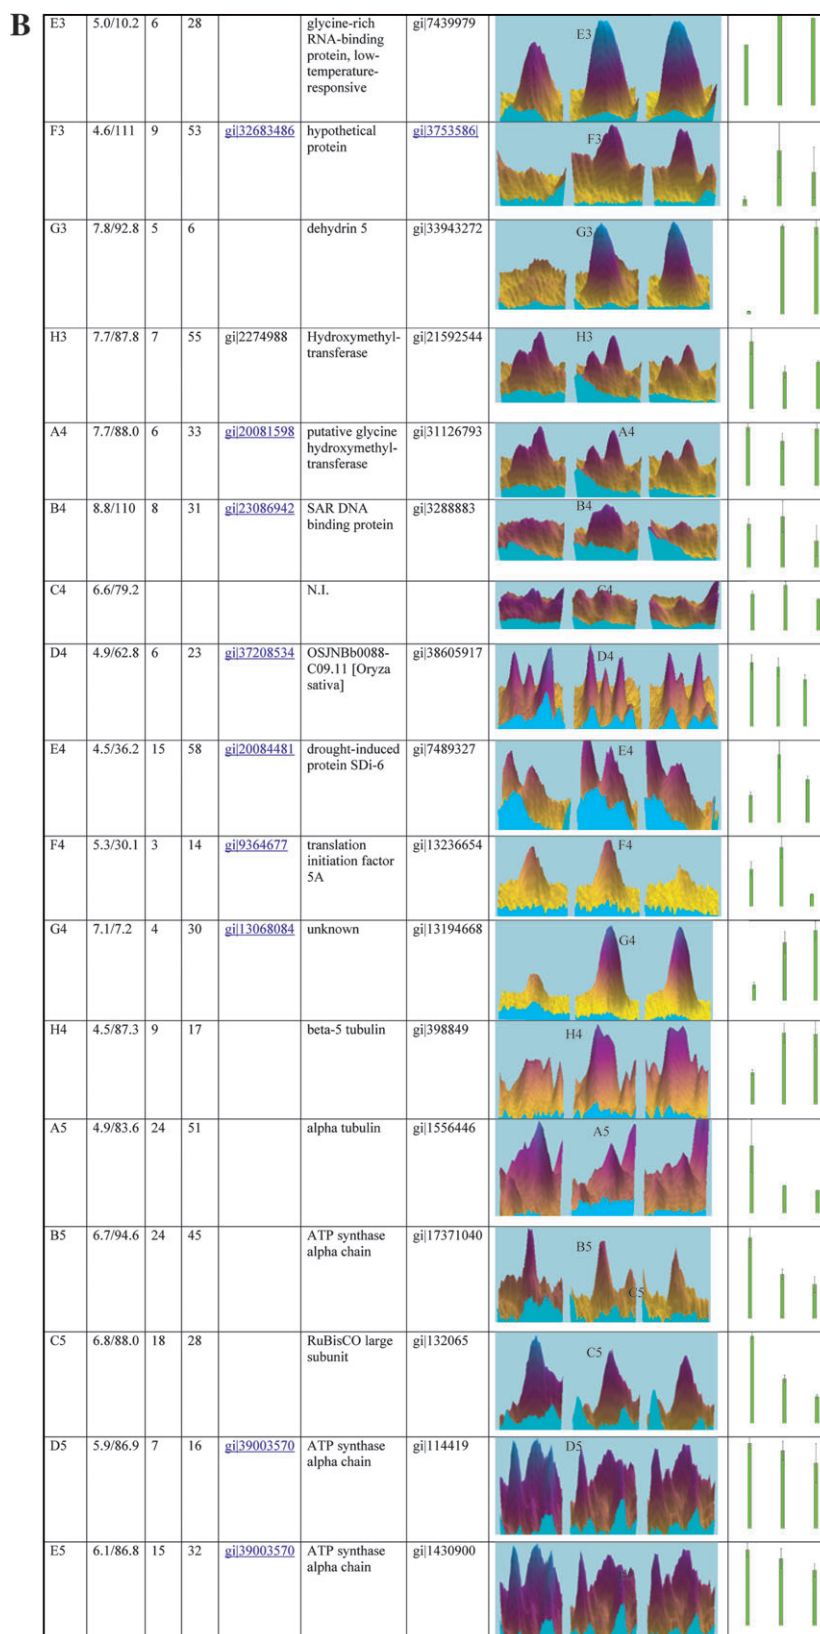 B
E3 5.0/10.2 6 28 glycine-rich gi|7439979
RNA-binding
protein, low-
temperature-
responsive
E3
F3 4.6/111 9 53 gi|32683486 hypothetical gi|3753586|
protein
F3
G3 7.8/92.8 5 6 dehydrin 5 gi|33943272
G3
H3 7.7/87.8 7 55 gi|2274988 Hydroxymethyl- gi|21592544
transferase
H3
A4 7.7/88.0 6 33 gi|20081598 putative glycine gi|31126793
hydroxymethyl-
transferase
A4
B4 8.8/110 8 31 gi|23086942 SAR DNA gi|3288883
binding protein
B4
C4 6.6/79.2 N.I.
C4
D4 4.9/62.8 6 23 gi|37208534 OSJNBb0088- gi|38605917
C09.11 [Oryza
sativa]
D4
E4 4.5/36.2 15 58 gi|20084481 drought-induced gi|7489327
protein SDi-6
E4
F4 5.3/30.1 3 14 gi|9364677 translation gi|13236654
initiation factor
5A
F4
G4 7.1/7.2 4 30 gi|13068084 unknown gi|13194668
G4
H4 4.5/87.3 9 17 beta-5 tubulin gi|398849
H4
A5 4.9/83.6 24 51 alpha tubulin gi|1556446
A5
B5 6.7/94.6 24 45 ATP synthase gi|17371040
alpha chain
B5
C5
C5 6.8/88.0 18 28 RuBisCO large gi|132065
subunit
C5
D5 5.9/86.9 7 16 gi|39003570 ATP synthase gi|114419
alpha chain
D5
E5 6.1/86.8 15 32 gi|39003570 ATP synthase gi|1430900
alpha chain